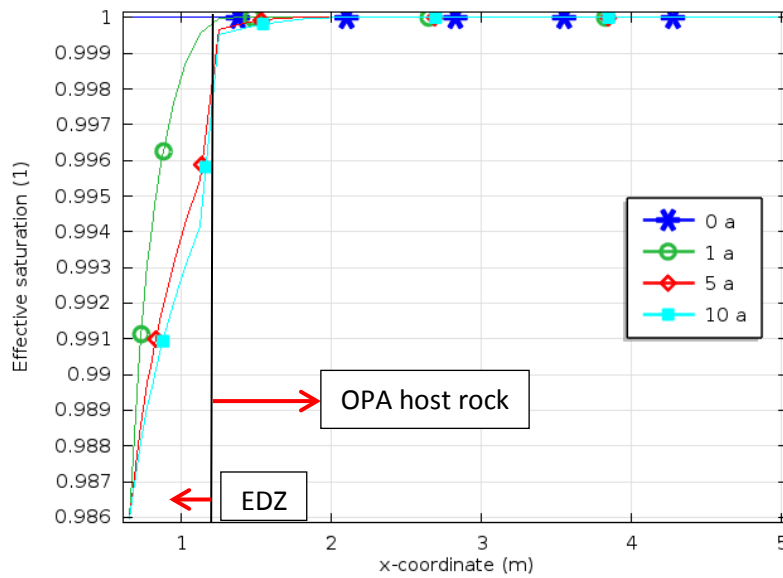 1
0.999
0.998
0.997
0.996
0.995
0.994
0.993
0.992
0.991
0.99
0.989
0.988
0.987
0.986
Effective saturation (1)
0 a
1 a
5 a
10 a
OPA host rock
EDZ
1
2
3
4
5
x-coordinate (m)